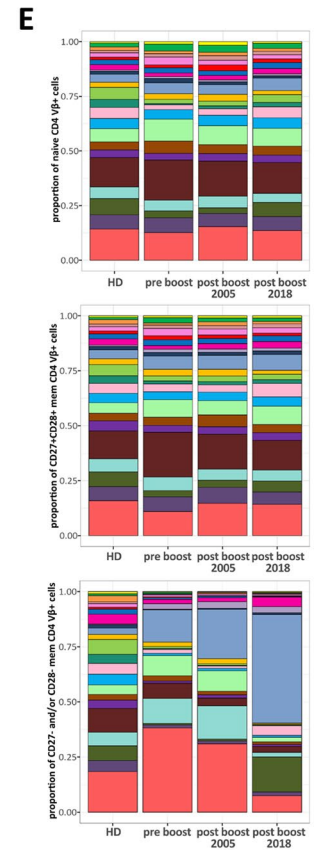 E
proportion of naive CD4 Vβ+ cells
1.00
0.75
0.50
0.25
0.00
HD
pre boost
post boost
2005
post boost
2018
proportion of CD27+CD28+ mem CD4 Vβ+ cells
1.00
0.75
0.50
0.25
0.00
HD
pre boost
post boost
2005
post boost
2018
proportion of CD27- and/or CD28- mem CD4 Vβ+ cells
1.00
0.75
0.50
0.25
0.00
HD
pre boost
post boost
2005
post boost
2018